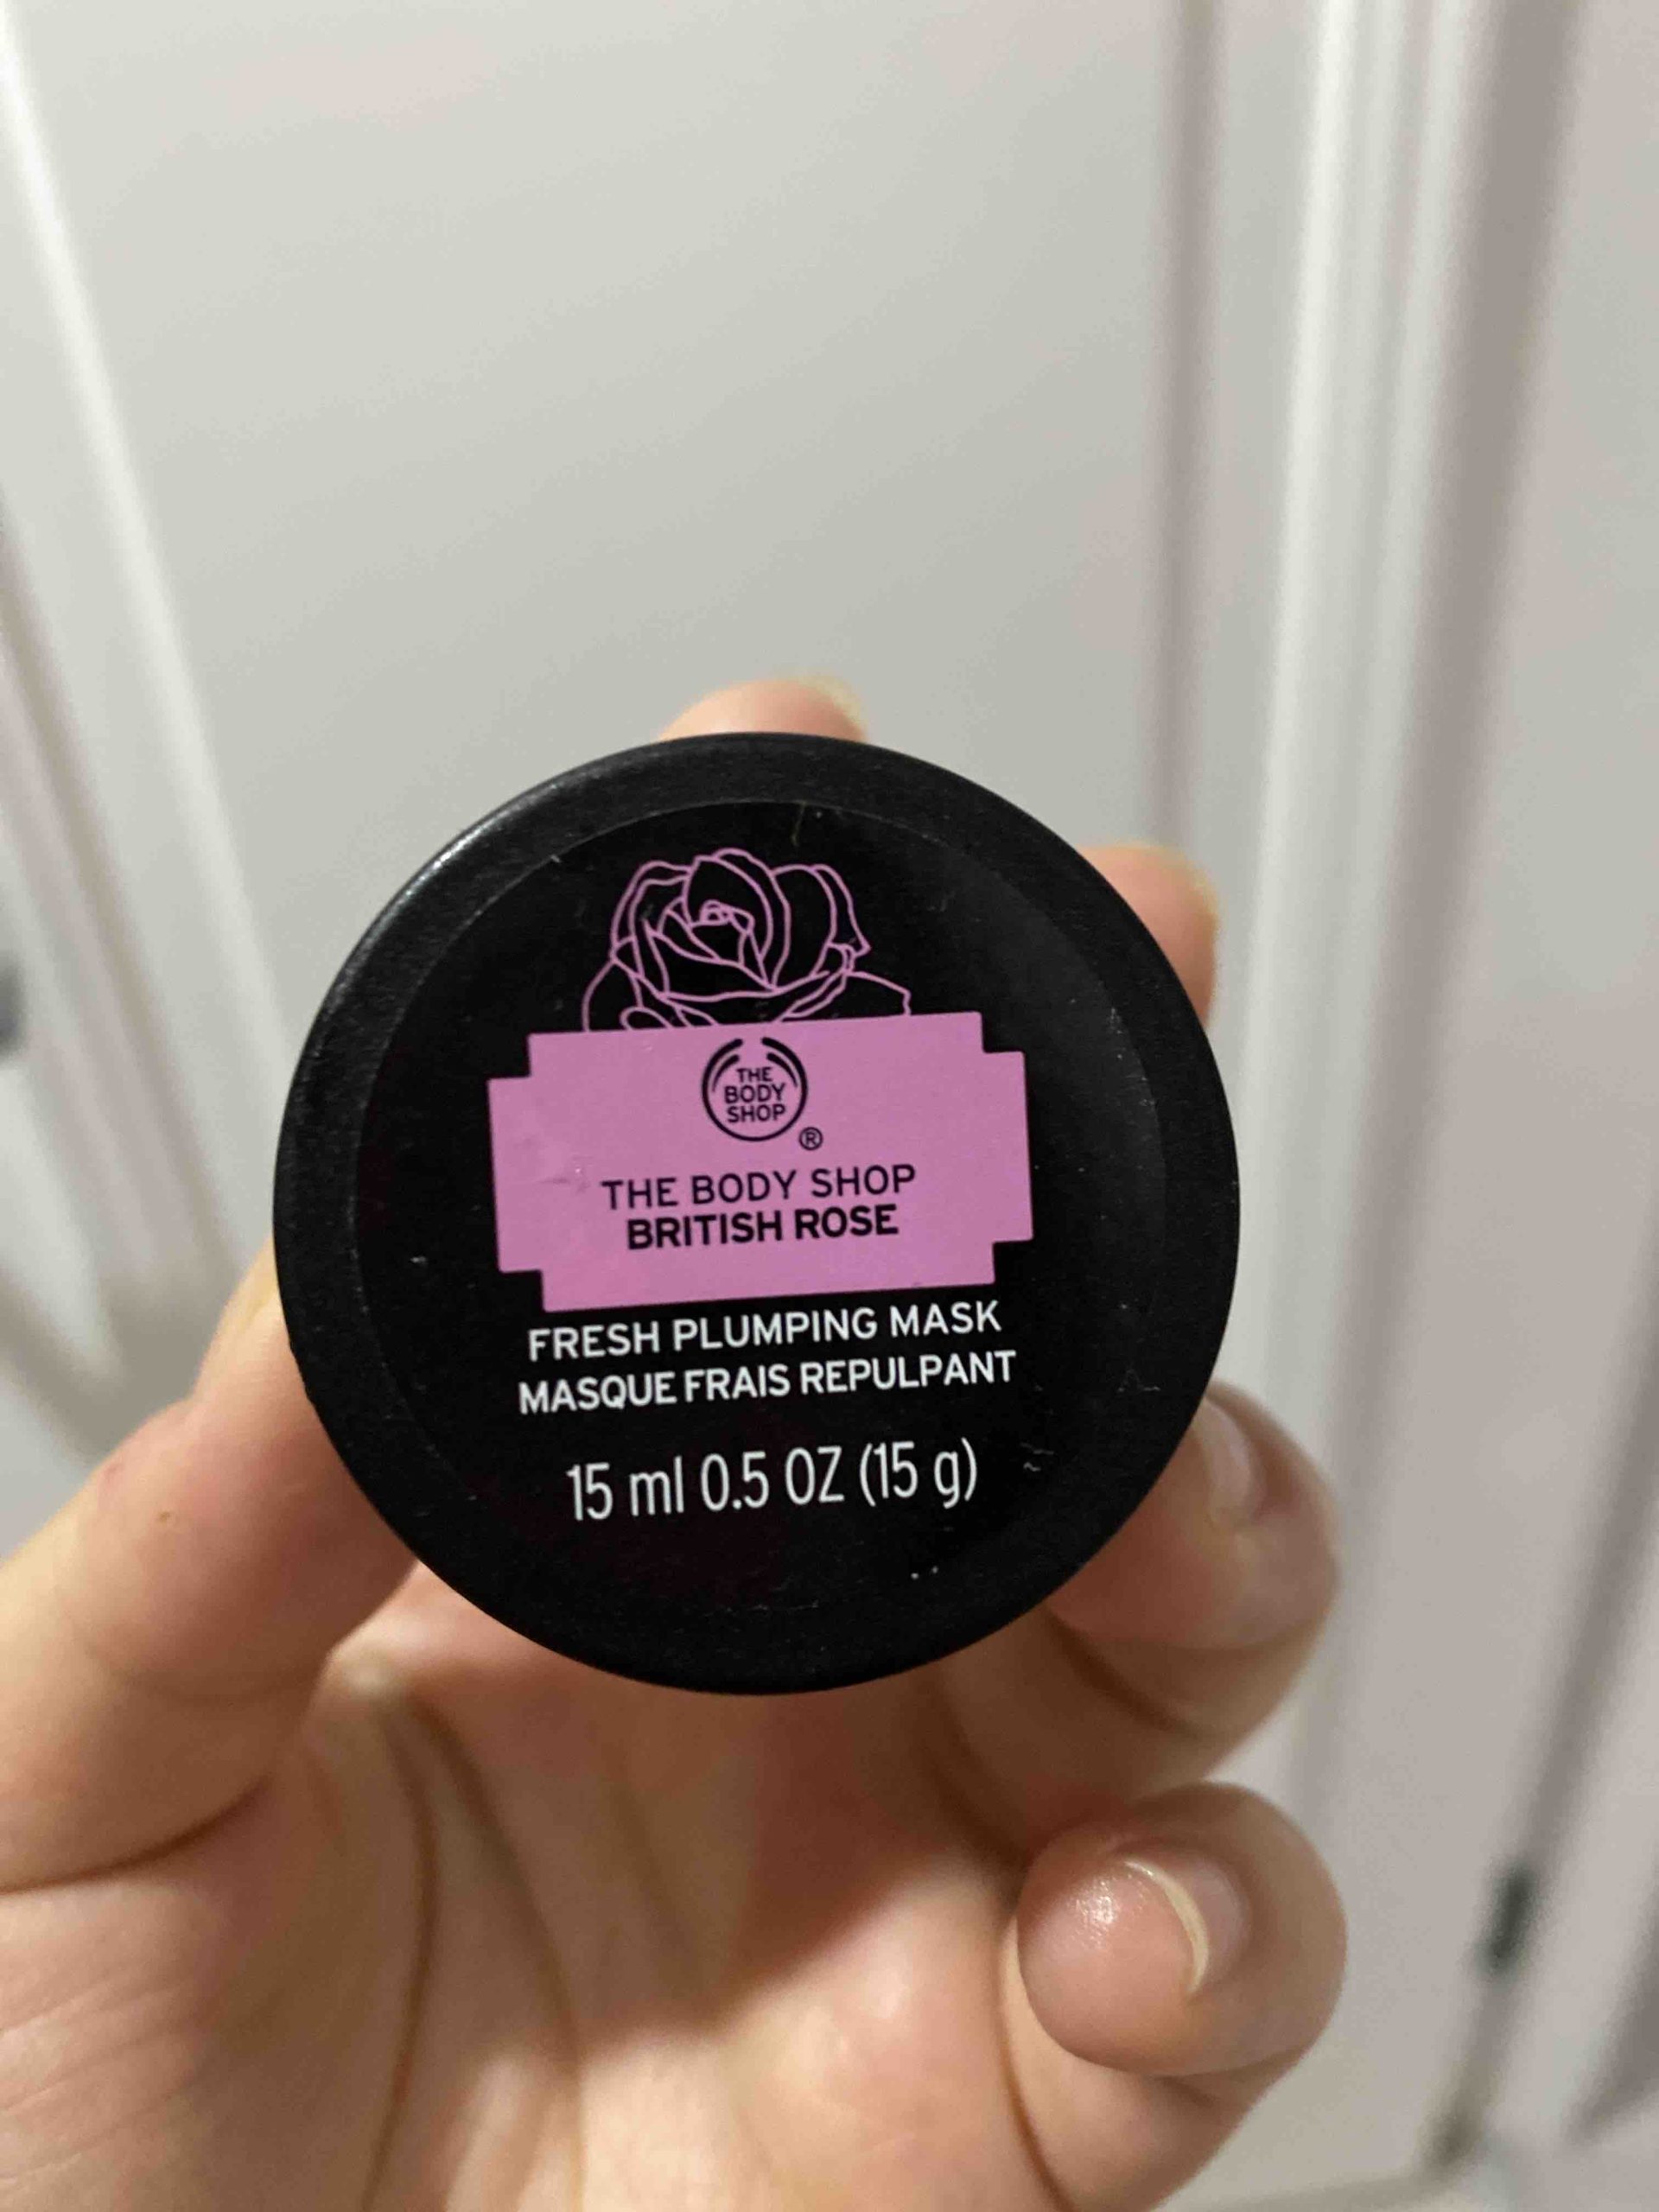 THE
BODY
SHOP
®
THE BODY SHOP
BRITISH ROSE
FRESH PLUMPING MASK
MASQUE FRAIS REPULPANT
15 ml 0.5 OZ (15 g)